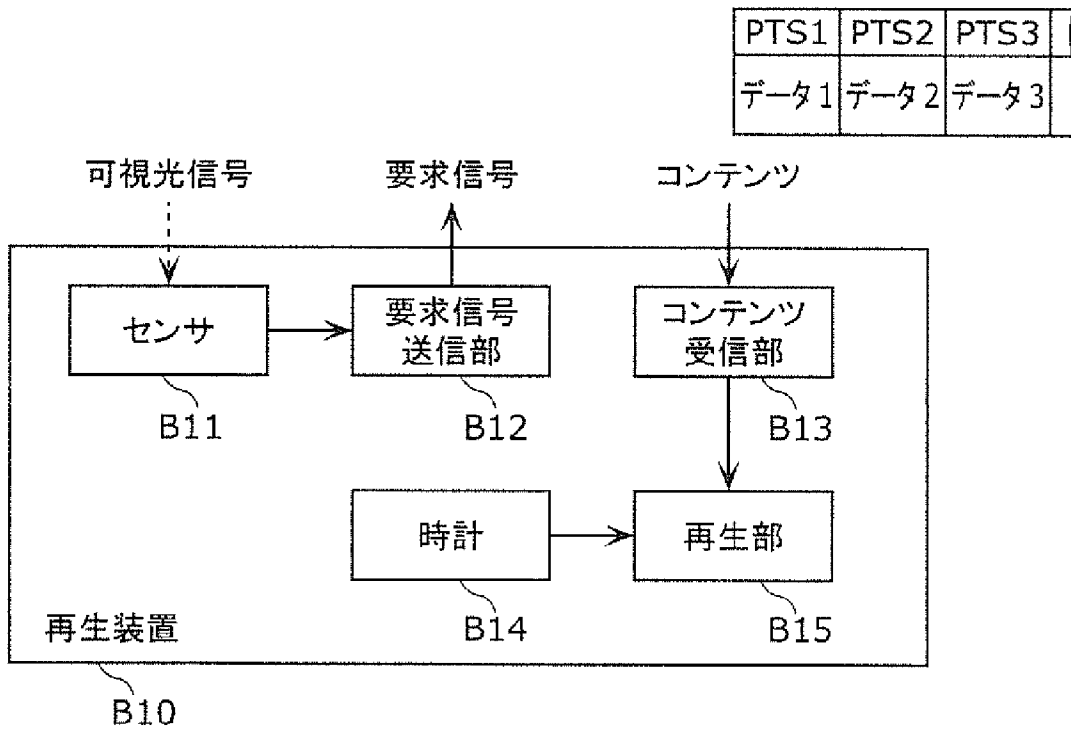 PTS1 PTS2 PTS3
データ1 データ2 データ3
可視光信号 要求信号 コンテンツ
センサ
要求信号
送信部
コンテンツ
受信部
B11 B12 B13
時計 再生部
B14 B15
再生装置
B10